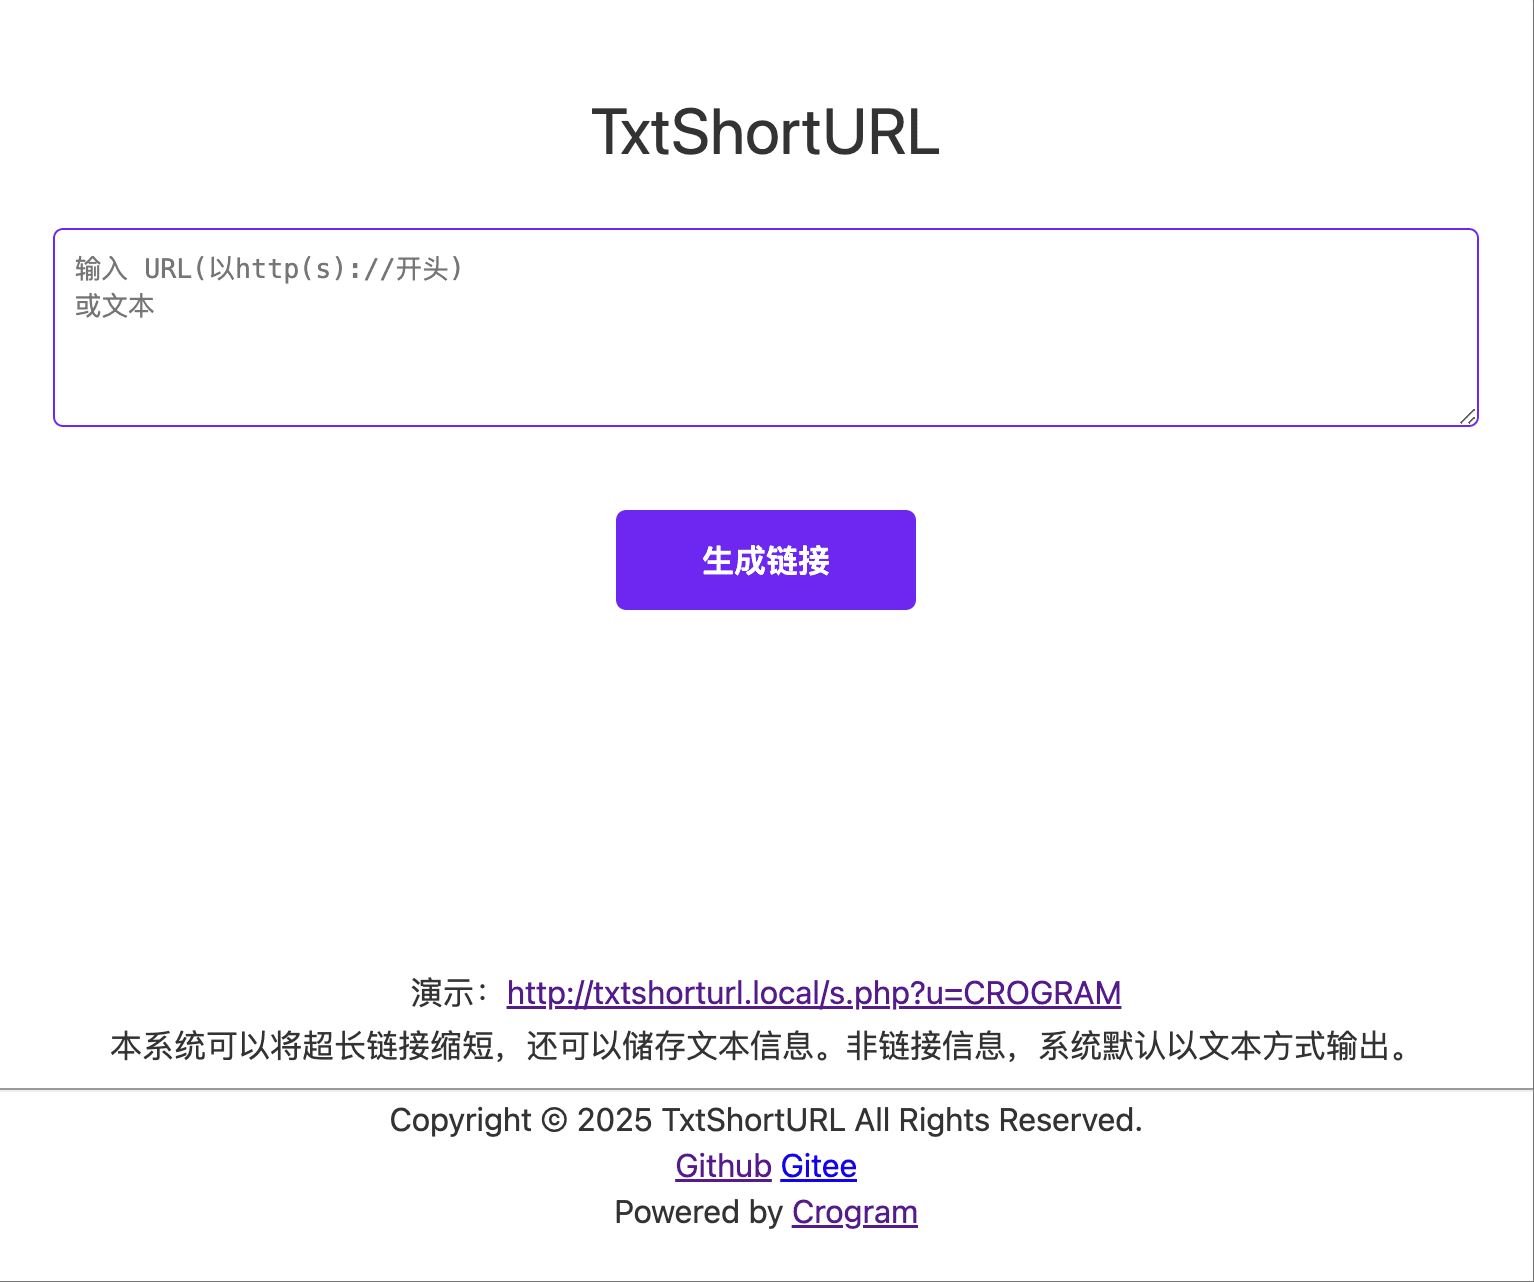 TxtShortURL
输入 URL(以http(s)://开头)
或文本
生成链接
演示：http://txtshorturl.local/s.php?u=CROGRAM
本系统可以将超长链接缩短，还可以储存文本信息。非链接信息，系统默认以文本方式输出。
Copyright © 2025 TxtShortURL All Rights Reserved.
Github Gitee
Powered by Crogram